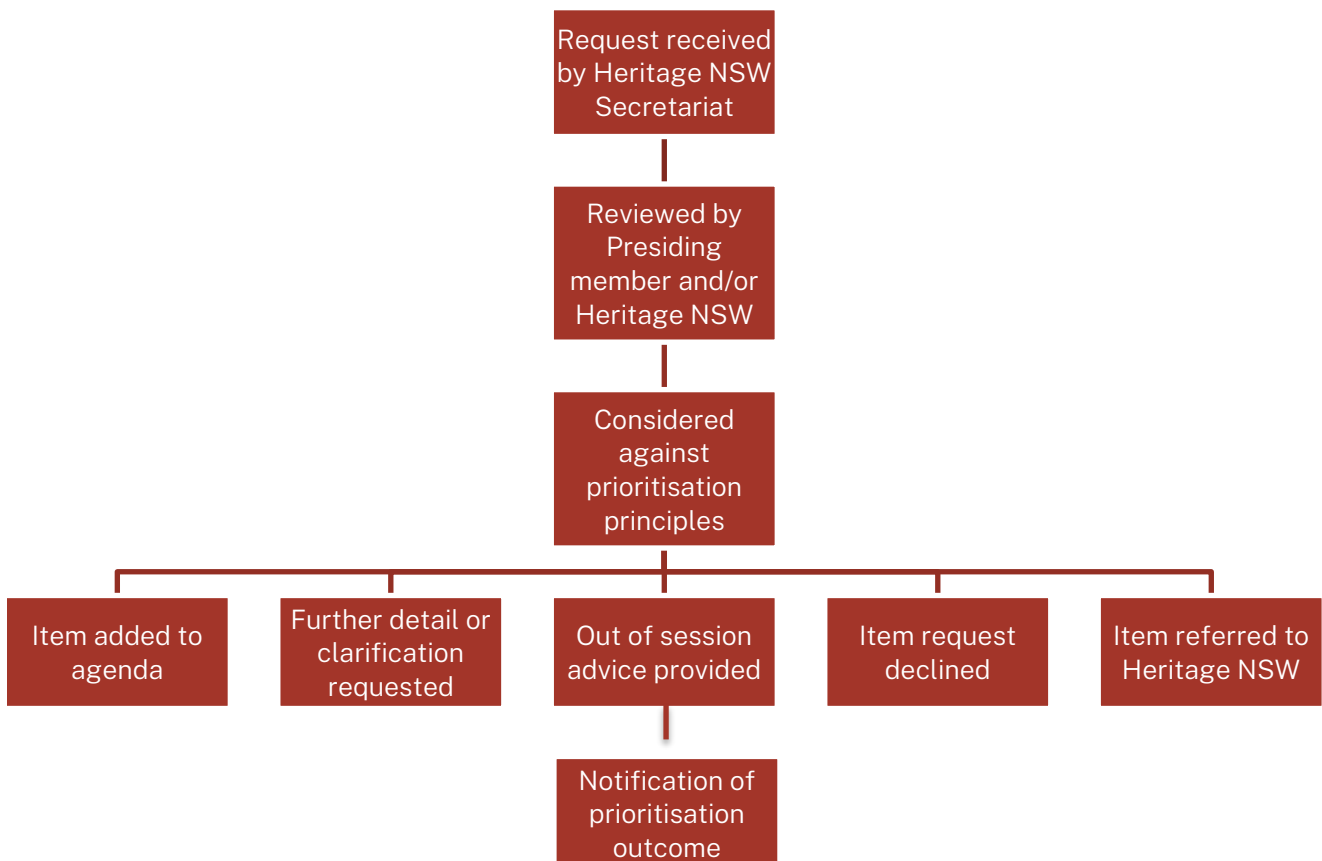 Request received
by Heritage NSW
Secretariat
Reviewed by
Presiding
member and/or
Heritage NSW
Considered
against
prioritisation
principles
Item added to
agenda
Further detail or
clarification
requested
Out of session
advice provided
Item request
declined
Item referred to
Heritage NSW
Notification of
prioritisation
outcome